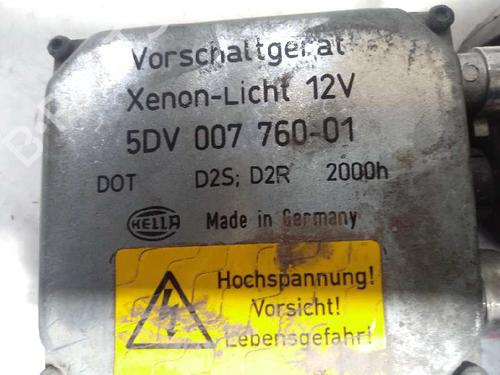 Vorschaltgerät
Xenon-Licht 12V
5DV 007 760-01
DOT D2S; D2R 2000h
HELLA Made in Germany
Hochspannung!
Vorsicht!
Lebensgefahr!